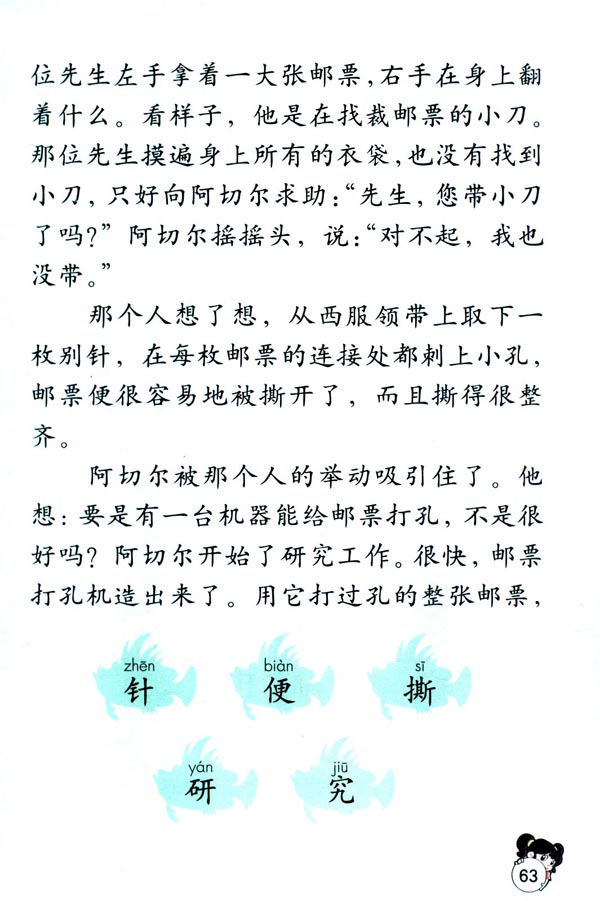 位先生左手拿着一大张邮票，右手在身上翻
着什么。看样子，他是在找裁邮票的小刀。
那位先生摸遍身上所有的衣袋，也没有找到
小刀，只好向阿切尔求助：“先生，您带小刀
了吗？”阿切尔摇摇头，说：“对不起，我也
没带。”
那个人想了想，从西服领带上取下一
枚别针，在每枚邮票的连接处都刺上小孔，
邮票便很容易地被撕开了，而且撕得很整
齐。
阿切尔被那个人的举动吸引住了。他
想：要是有一台机器能给邮票打孔，不是很
好吗？阿切尔开始了研究工作。很快，邮票
打孔机造出来了。用它打过孔的整张邮票，
zhēn biàn sī
针 便 撕
yán jiū
研 究
63